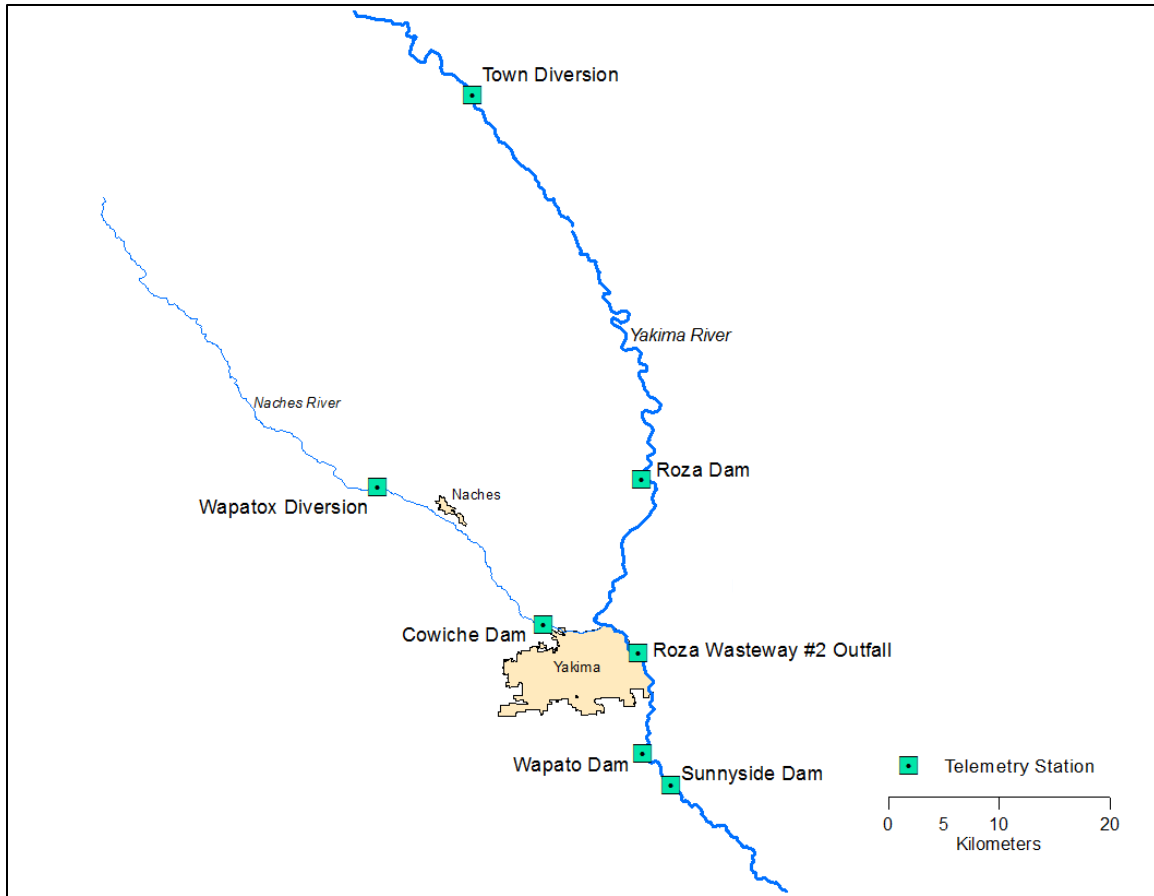 Town Diversion
Yakima River
Naches River
Roza Dam
Naches
Wapatox Diversion
Cowiche Dam
Roza Wasteway #2 Outfall
Yakima
Wapato Dam
Sunnyside Dam
Telemetry Station
0 5 10 20
Kilometers